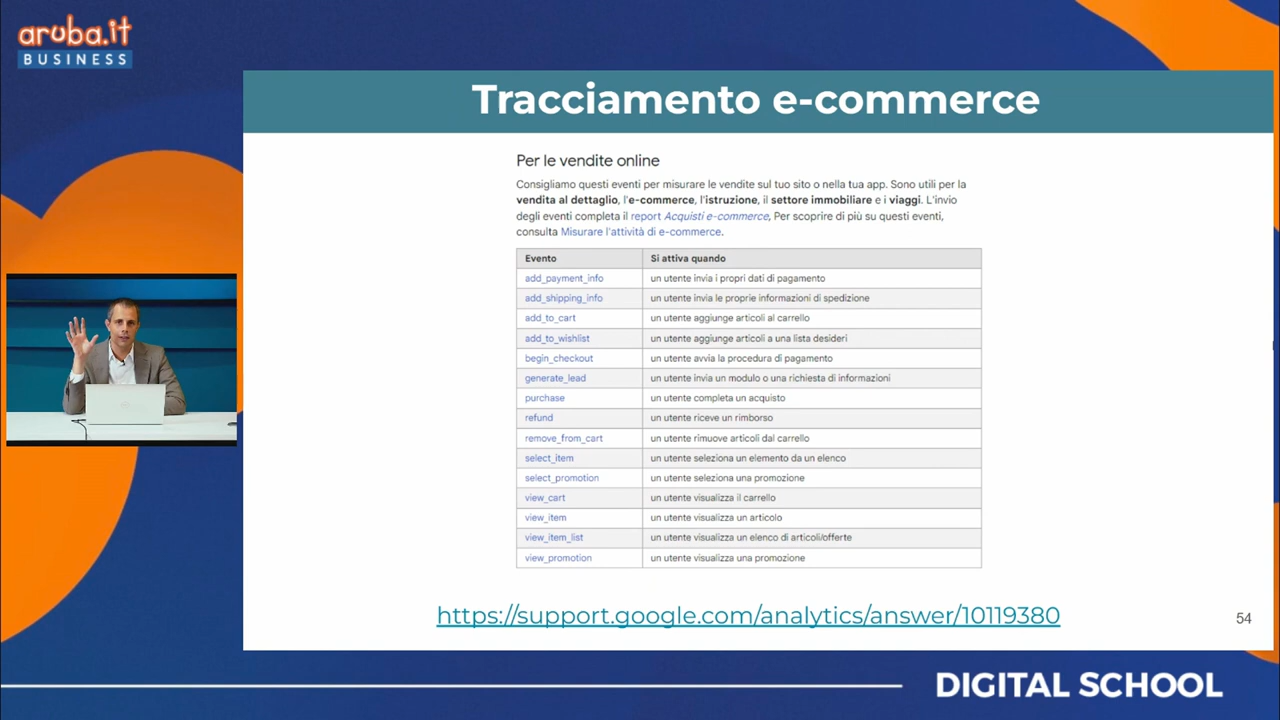 aruba.it
BUSINESS
Tracciamento e-commerce
Per le vendite online
Consigliamo questi eventi per misurare le vendite sul tuo sito o nella tua app. Sono utili per la
vendita al dettaglio, l'e-commerce, l'istruzione, il settore immobiliare e i viaggi. L'invio
degli eventi completa il report Acquisti e-commerce, Per scoprire di più su questi eventi,
consulta Misurare l'attività di e-commerce.
Evento Si attiva quando
add_payment_info un utente invia i propri dati di pagamento
add_shipping_info un utente invia le proprie informazioni di spedizione
add_to_cart un utente aggiunge articoli al carrello
add_to_wishlist un utente aggiunge articoli a una lista desideri
begin_checkout un utente avvia la procedura di pagamento
generate_lead un utente invia un modulo o una richiesta di informazioni
purchase un utente completa un acquisto
refund un utente riceve un rimborso
remove_from_cart un utente rimuove articoli dal carrello
select_item un utente seleziona un elemento da un elenco
select_promotion un utente seleziona una promozione
view_cart un utente visualizza il carrello
view_item un utente visualizza un articolo
view_item_list un utente visualizza un elenco di articoli/offerte
view_promotion un utente visualizza una promozione
https://support.google.com/analytics/answer/10119380
54
DIGITAL SCHOOL